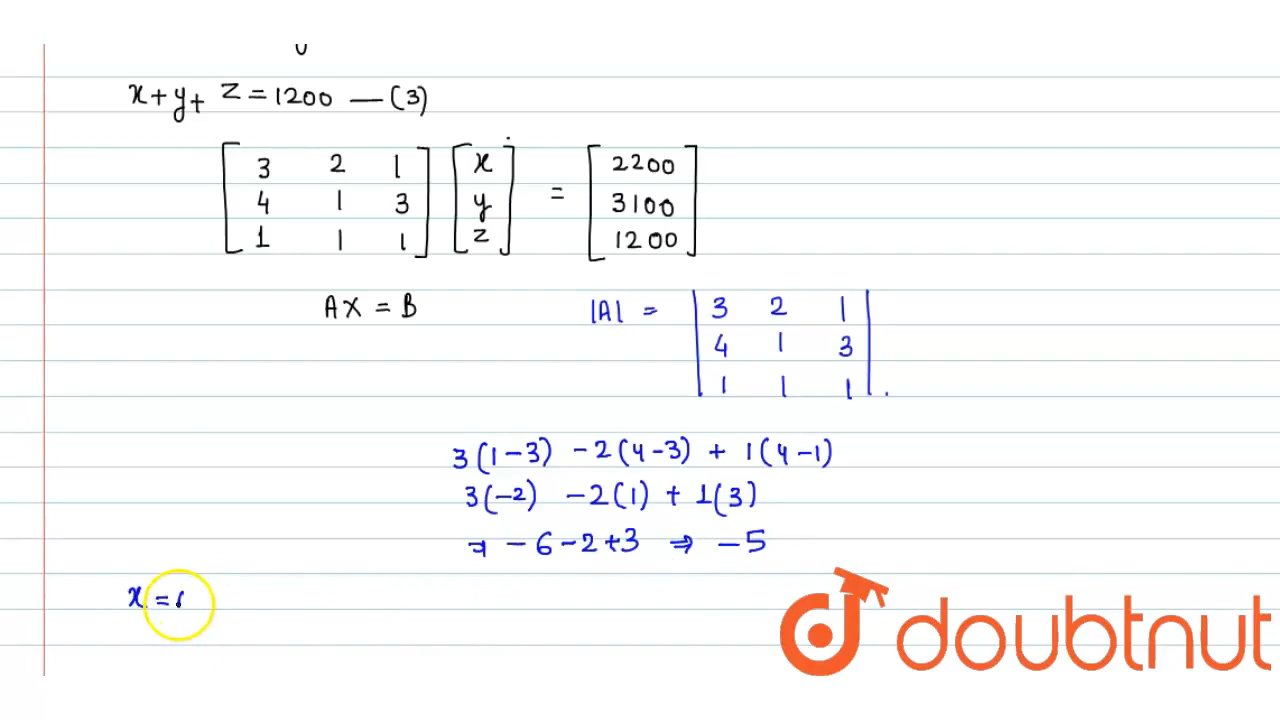 x + y + z = 1200 — (3)
[ 3 2 1 ] [ x ] = [ 2200 ]
[ 4 1 3 ] [ y ] [ 3100 ]
[ 1 1 1 ] [ z ] [ 1200 ]
AX = B
|A| = | 3 2 1 |
| 4 1 3 |
| 1 1 1 | .
3(1-3) -2(4-3) + 1(4-1)
3(-2) -2(1) + 1(3)
⇒ -6-2+3 ⇒ -5
x =
doubtnut